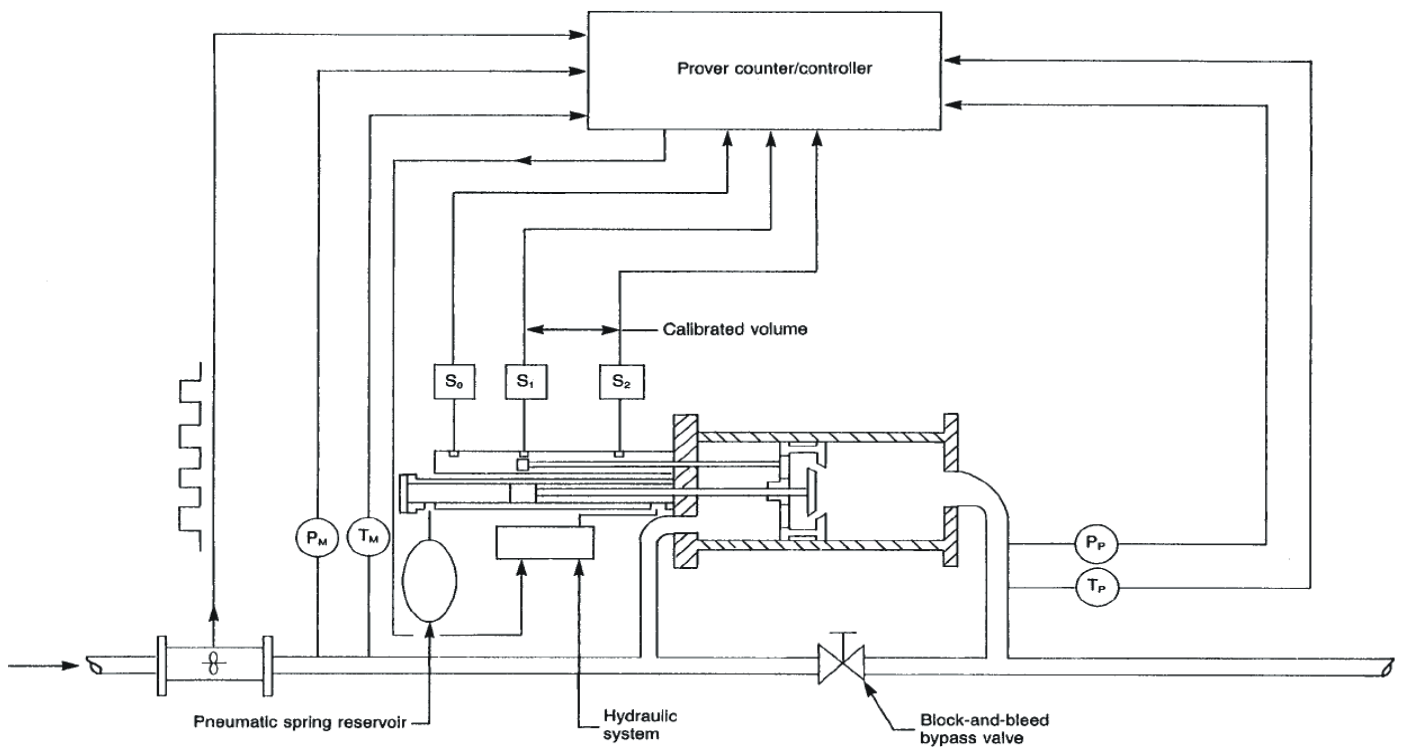 Prover counter/controller
Calibrated volume
S₀ S₁ S₂
P_M T_M
P_P
T_P
Pneumatic spring reservoir
Hydraulic
system
Block-and-bleed
bypass valve